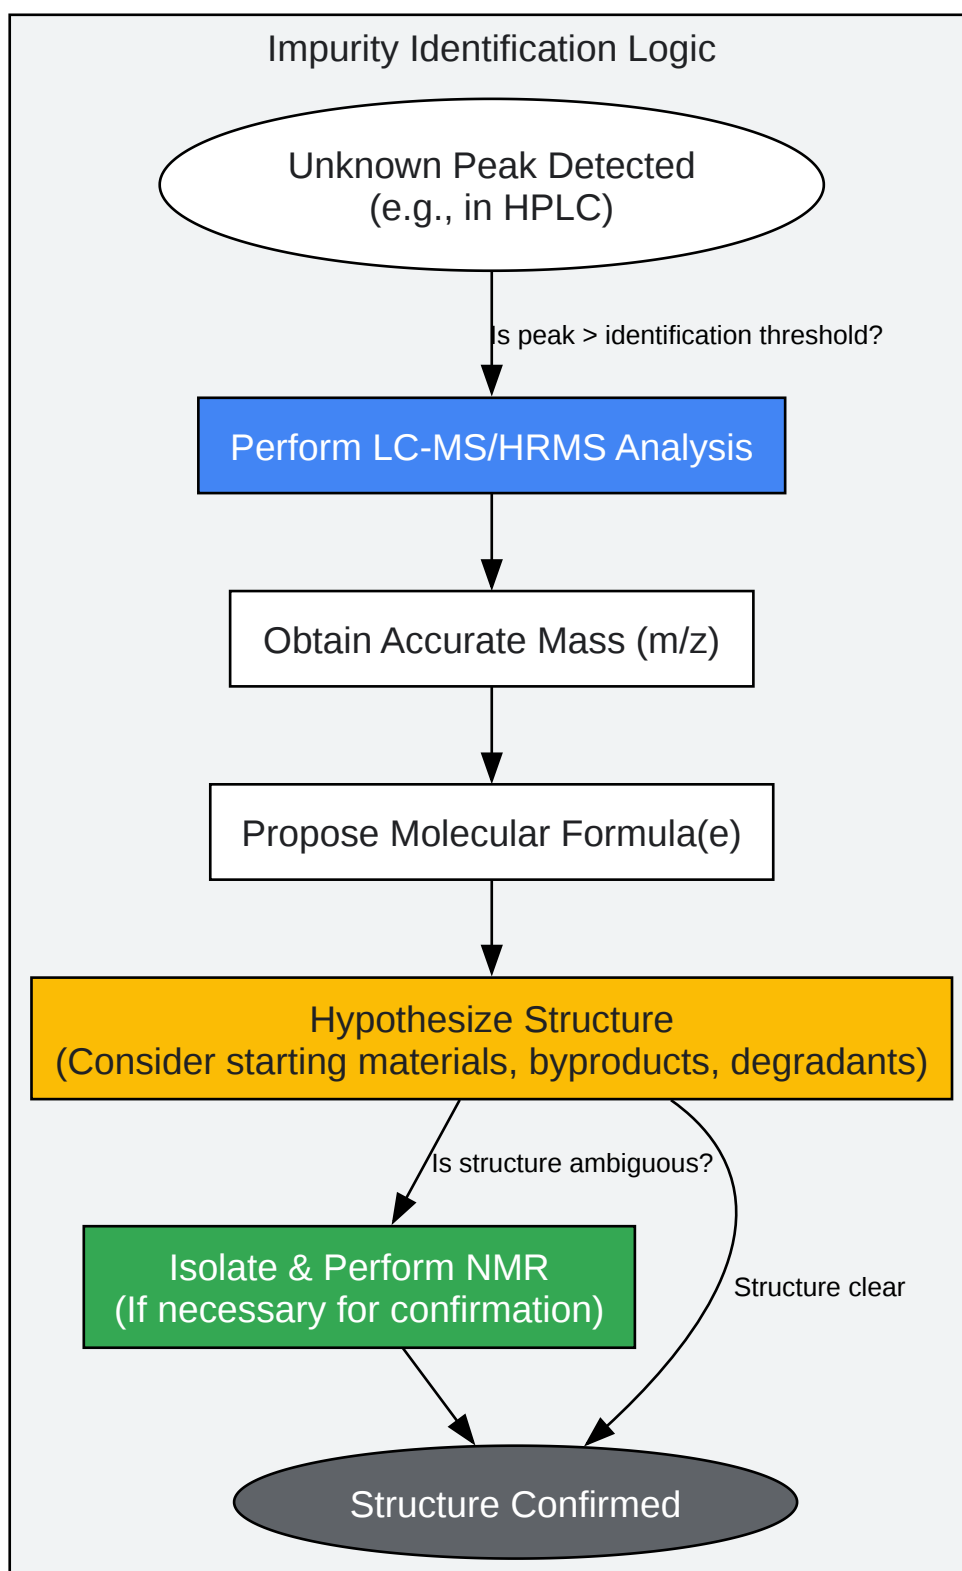 Impurity Identification Logic
Unknown Peak Detected
(e.g., in HPLC)
Is peak > identification threshold?
Perform LC-MS/HRMS Analysis
Obtain Accurate Mass (m/z)
Propose Molecular Formula(e)
Hypothesize Structure
(Consider starting materials, byproducts, degradants)
Is structure ambiguous?
Isolate & Perform NMR
(If necessary for confirmation)
Structure clear
Structure Confirmed